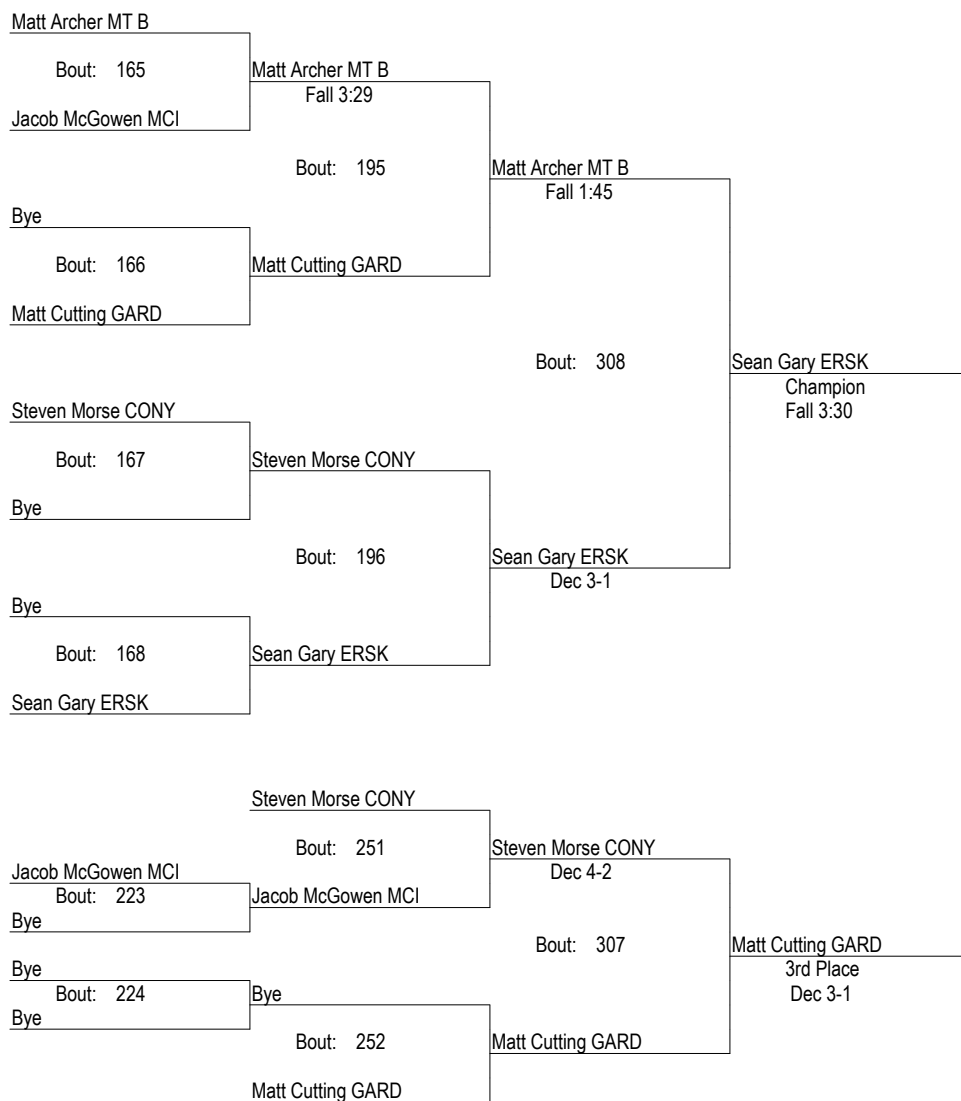 Matt Archer MT B
Bout: 165
Matt Archer MT B
Fall 3:29
Jacob McGowen MCI
Bout: 195
Matt Archer MT B
Fall 1:45
Bye
Bout: 166
Matt Cutting GARD
Matt Cutting GARD
Bout: 308
Sean Gary ERSK
Champion
Fall 3:30
Steven Morse CONY
Bout: 167
Steven Morse CONY
Bye
Bout: 196
Sean Gary ERSK
Dec 3-1
Bye
Bout: 168
Sean Gary ERSK
Sean Gary ERSK
Steven Morse CONY
Bout: 251
Steven Morse CONY
Dec 4-2
Jacob McGowen MCI
Bout: 223
Jacob McGowen MCI
Bye
Bout: 307
Matt Cutting GARD
3rd Place
Dec 3-1
Bye
Bout: 224
Bye
Bye
Bout: 252
Matt Cutting GARD
Matt Cutting GARD